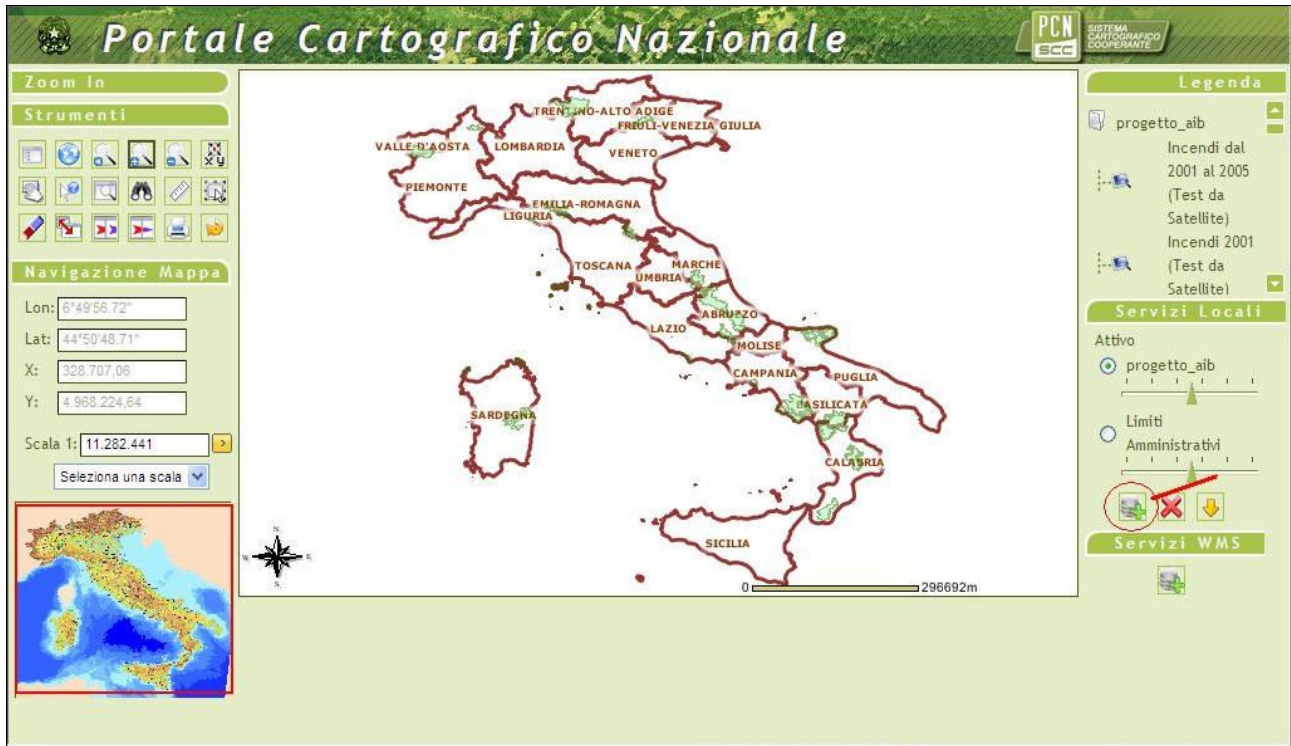 Portale Cartografico Nazionale
PCN
SCC
SISTEMA
CARTOGRAFICO
COOPERANTE
Zoom In
Strumenti
Navigazione Mappa
Lon: 6°49'56.72"
Lat: 44°50'48.71"
X: 328.707,06
Y: 4.968.224,64
Scala 1: 11.282.441
Seleziona una scala
TRENTINO-ALTO ADIGE
FRIULI-VENEZIA GIULIA
VALLE D'AOSTA
LOMBARDIA
VENETO
PIEMONTE
EMILIA-ROMAGNA
LIGURIA
TOSCANA
MARCHE
UMBRIA
ABRUZZO
LAZIO
MOLISE
CAMPANIA
PUGLIA
BASILICATA
SARDEGNA
CALABRIA
SICILIA
N
S
0
296692m
Legenda
progetto_aib
Incendi dal
2001 al 2005
(Test da
Satellite)
Incendi 2001
(Test da
Satellite)
Servizi Locali
Attivo
progetto_aib
Limiti
Amministrativi
Servizi WMS